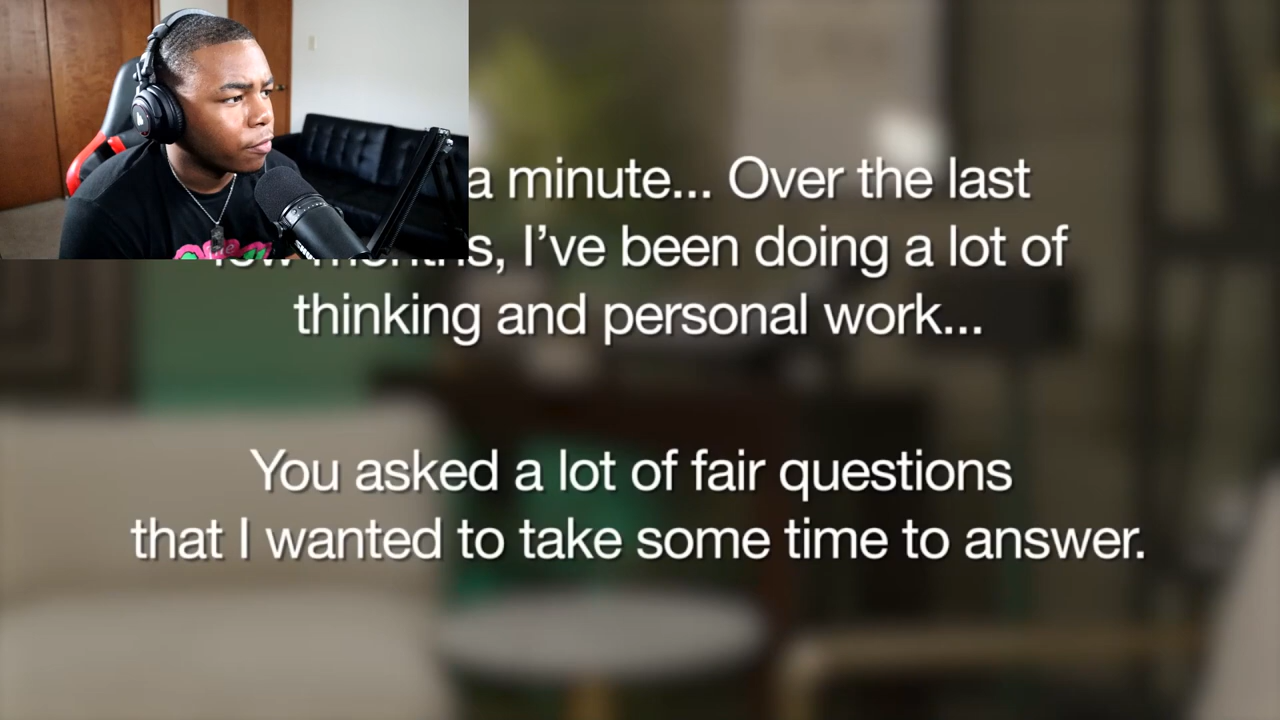 a minute... Over the last
months, I’ve been doing a lot of
thinking and personal work...
You asked a lot of fair questions
that I wanted to take some time to answer.